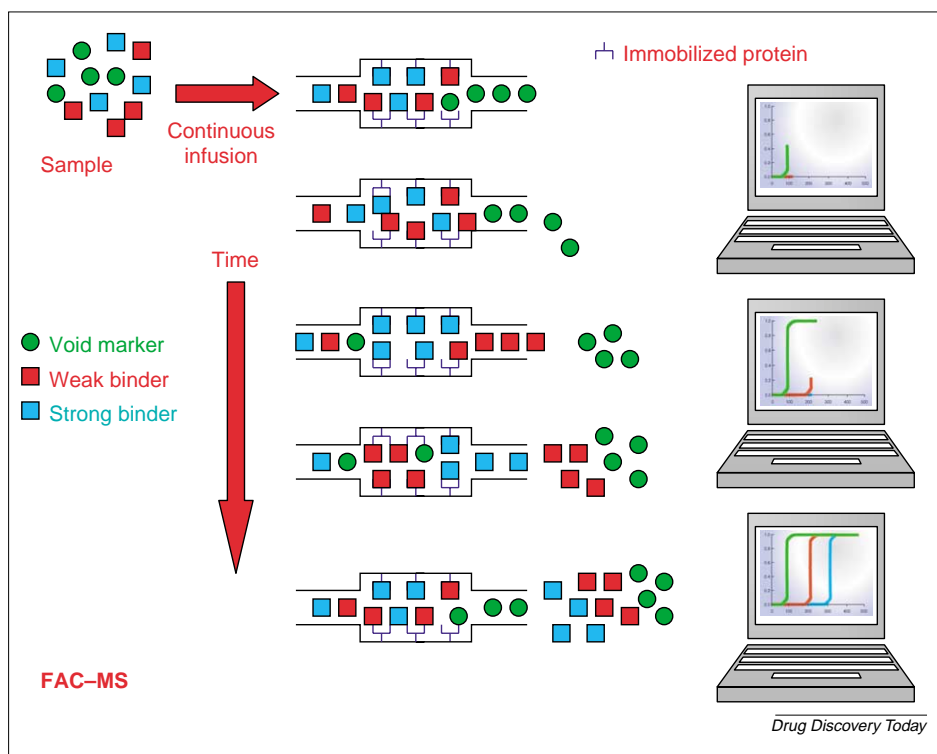 Immobilized protein
Continuous
infusion
Sample
Time
Void marker
Weak binder
Strong binder
FAC–MS
Drug Discovery Today